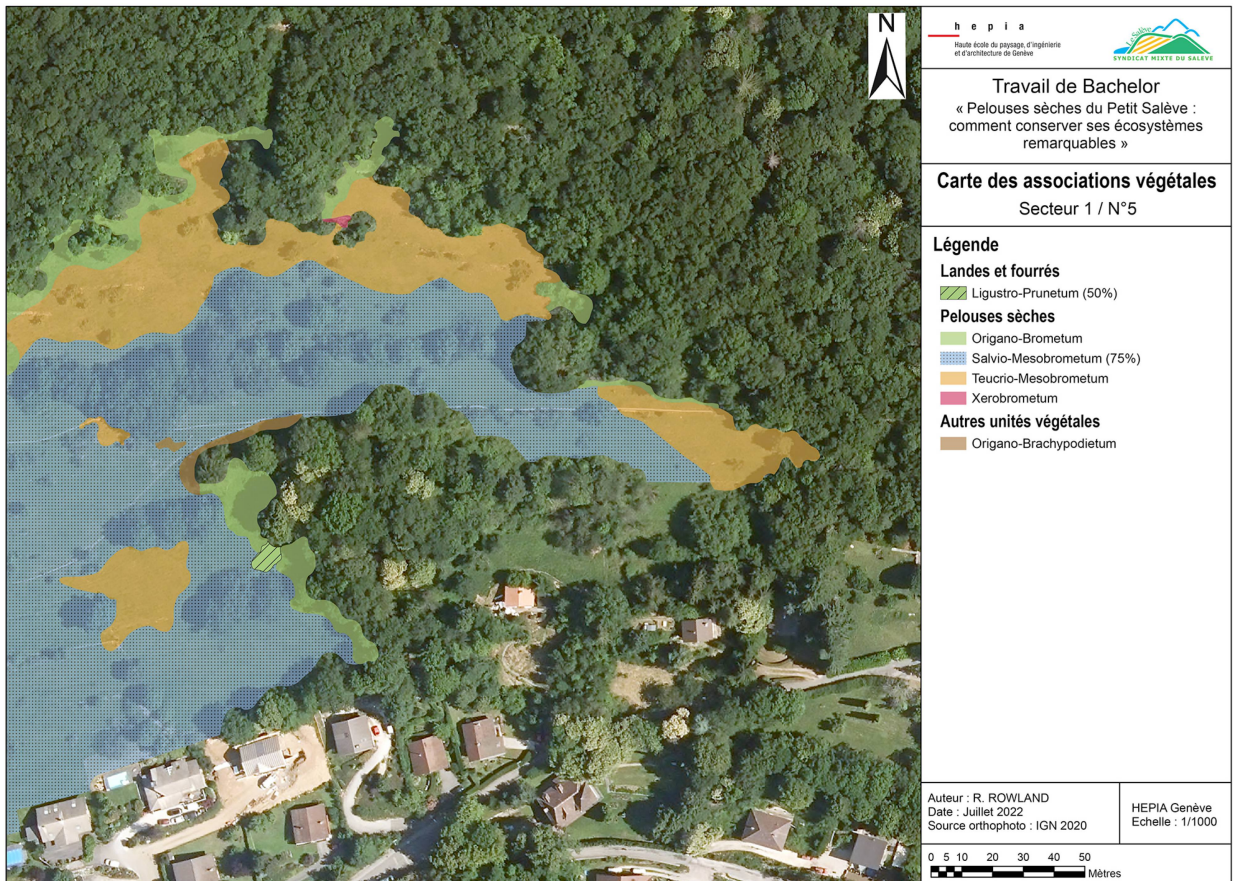 N
h e p i a
Haute école du paysage, d'ingénierie
et d'architecture de Genève
Le Salève
SYNDICAT MIXTE DU SALEVE
Travail de Bachelor
« Pelouses sèches du Petit Salève :
comment conserver ses écosystèmes
remarquables »
Carte des associations végétales
Secteur 1 / N°5
Légende
Landes et fourrés
Ligustro-Prunetum (50%)
Pelouses sèches
Origano-Brometum
Salvio-Mesobrometum (75%)
Teucrio-Mesobrometum
Xerobrometum
Autres unités végétales
Origano-Brachypodietum
Auteur : R. ROWLAND
Date : Juillet 2022
Source orthophoto : IGN 2020
HEPIA Genève
Echelle : 1/1000
0 5 10 20 30 40 50
Mètres